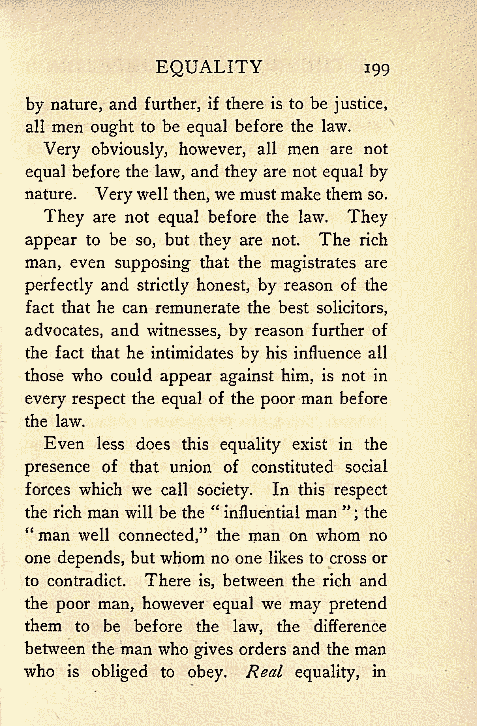 EQUALITY 199
by nature, and further, if there is to be justice,
all men ought to be equal before the law.
Very obviously, however, all men are not
equal before the law, and they are not equal by
nature. Very well then, we must make them so.
They are not equal before the law. They
appear to be so, but they are not. The rich
man, even supposing that the magistrates are
perfectly and strictly honest, by reason of the
fact that he can remunerate the best solicitors,
advocates, and witnesses, by reason further of
the fact that he intimidates by his influence all
those who could appear against him, is not in
every respect the equal of the poor man before
the law.
Even less does this equality exist in the
presence of that union of constituted social
forces which we call society. In this respect
the rich man will be the “ influential man ” ; the
“ man well connected,” the man on whom no
one depends, but whom no one likes to cross or
to contradict. There is, between the rich and
the poor man, however equal we may pretend
them to be before the law, the difference
between the man who gives orders and the man
who is obliged to obey. Real equality, in